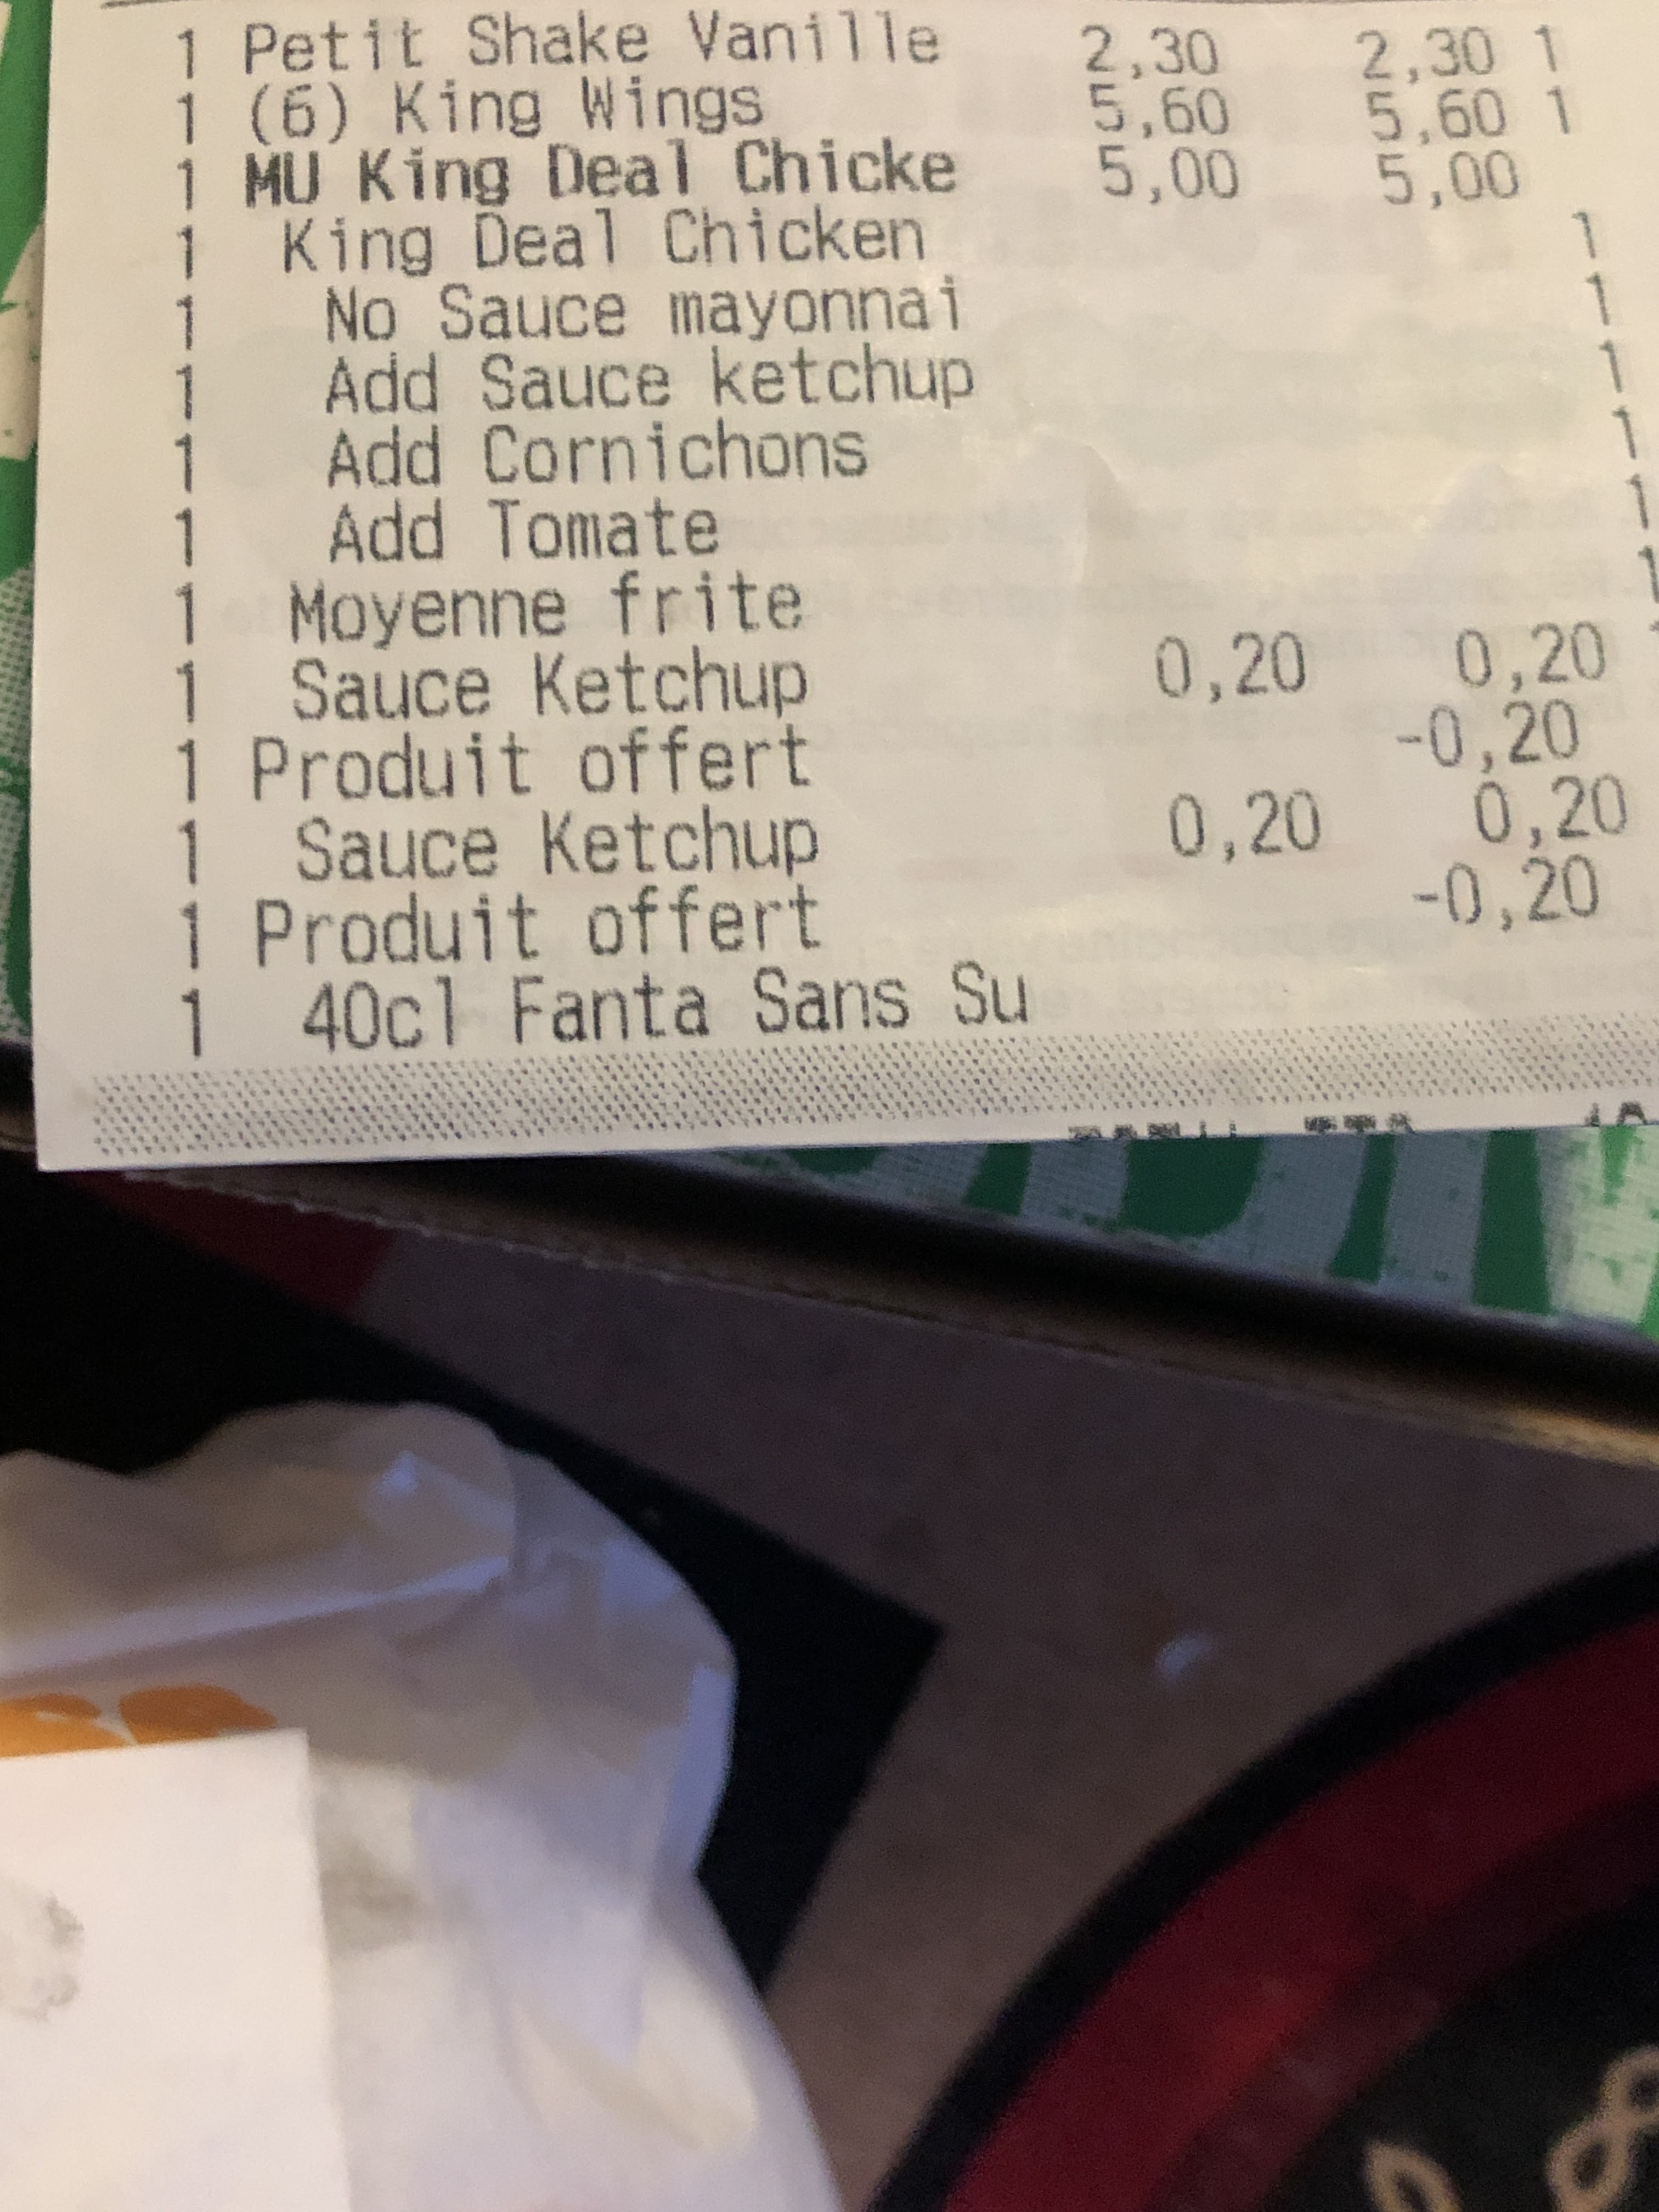 1 Petit Shake Vanille 2,30 2,30 1
1 (6) King Wings 5,60 5,60 1
1 MU King Deal Chicke 5,00 5,00
1 King Deal Chicken 1
1 No Sauce mayonnai 1
1 Add Sauce ketchup 1
1 Add Cornichons 1
1 Add Tomate 1
1 Moyenne frite 1
1 Sauce Ketchup 0,20 0,20
1 Produit offert -0,20
1 Sauce Ketchup 0,20 0,20
1 Produit offert -0,20
1 40cl Fanta Sans Su